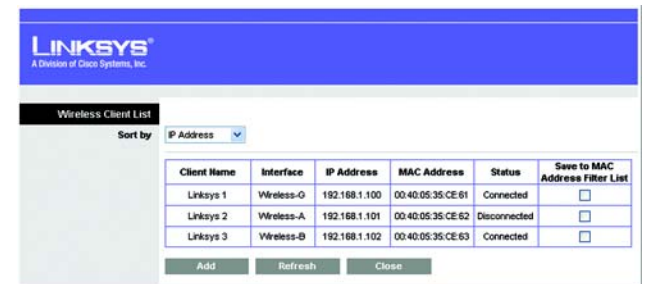 LINKSYS®
A Division of Cisco Systems, Inc.
Wireless Client List
Sort by IP Address
Client Name Interface IP Address MAC Address Status Save to MAC Address Filter List
Linksys 1 Wireless-G 192.168.1.100 00:40:05:35:CE:61 Connected
Linksys 2 Wireless-A 192.168.1.101 00:40:05:35:CE:62 Disconnected
Linksys 3 Wireless-B 192.168.1.102 00:40:05:35:CE:63 Connected
Add Refresh Close